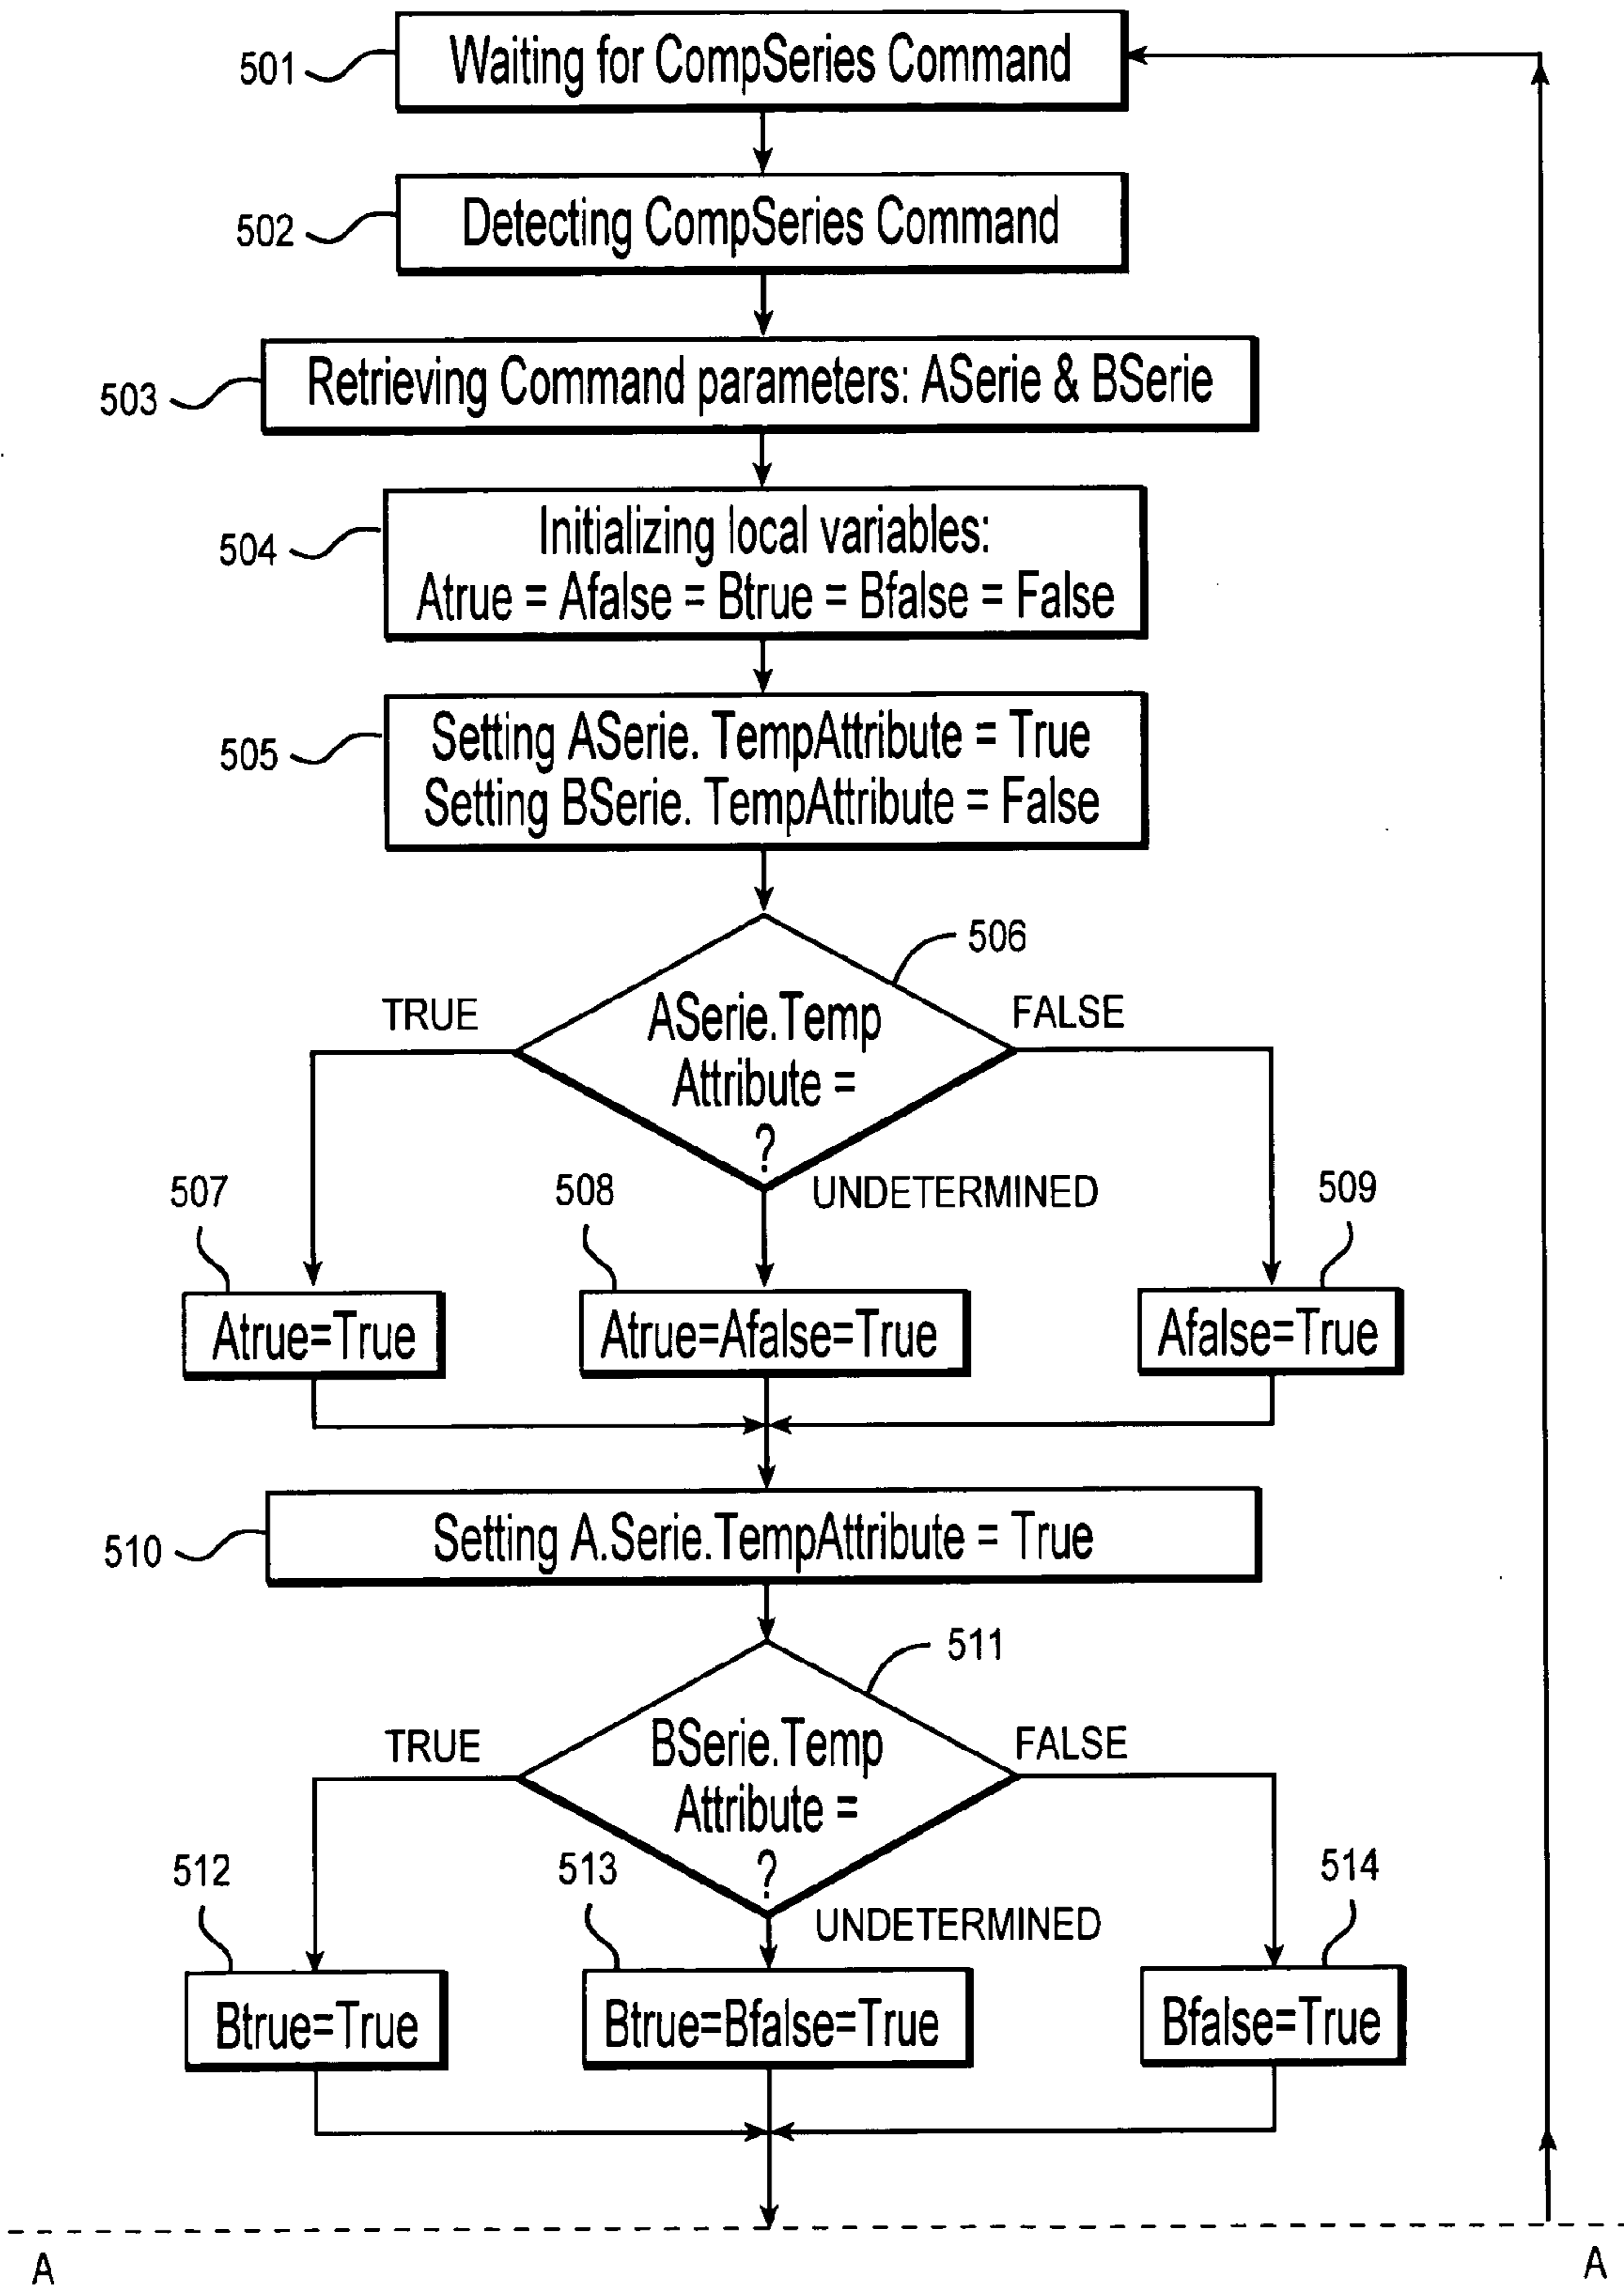 501
Waiting for CompSeries Command
502
Detecting CompSeries Command
503
Retrieving Command parameters: ASerie & BSerie
504
Initializing local variables:
Atrue = Afalse = Btrue = Bfalse = False
505
Setting ASerie. TempAttribute = True
Setting BSerie. TempAttribute = False
506
TRUE
ASerie.Temp
Attribute =
?
FALSE
UNDETERMINED
507
508
509
Atrue=True
Atrue=Afalse=True
Afalse=True
510
Setting A.Serie.TempAttribute = True
511
TRUE
BSerie.Temp
Attribute =
?
FALSE
UNDETERMINED
512
513
514
Btrue=True
Btrue=Bfalse=True
Bfalse=True
A
A